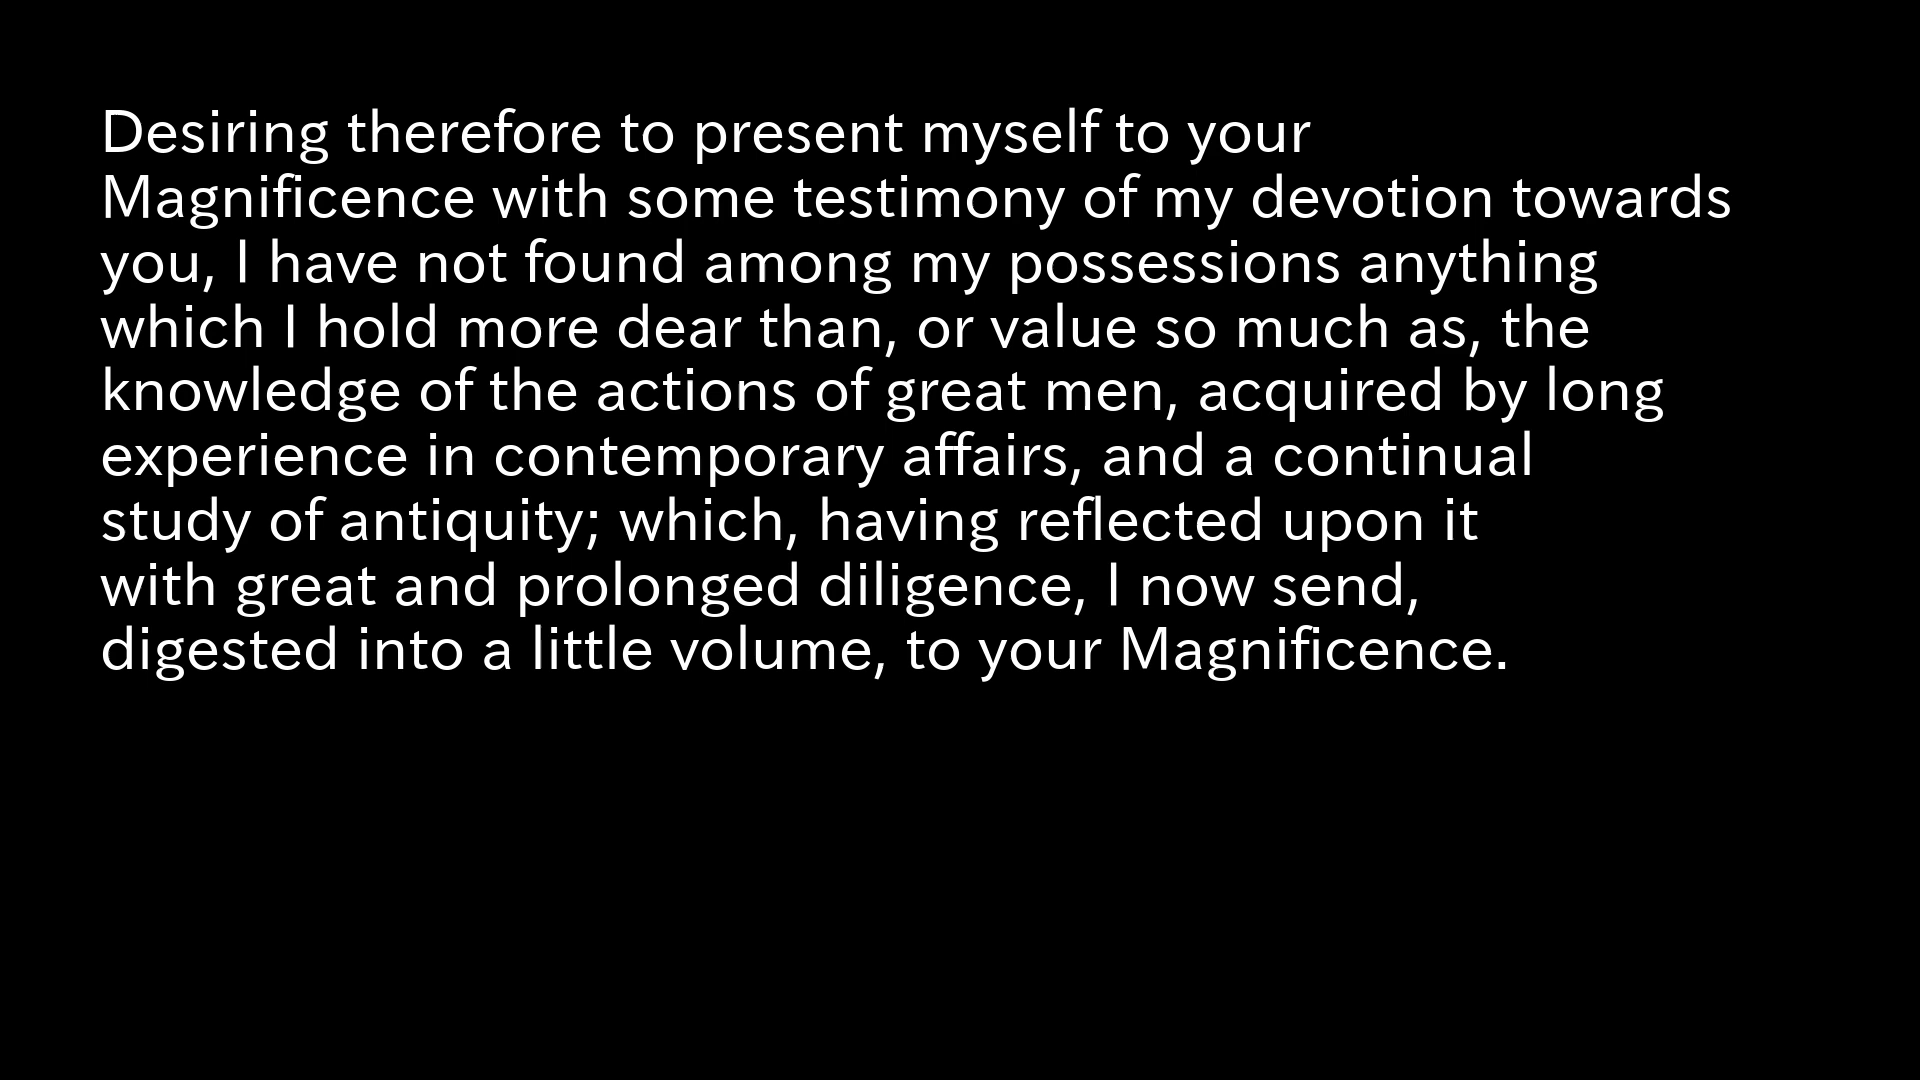 Desiring therefore to present myself to your
Magnificence with some testimony of my devotion towards
you, I have not found among my possessions anything
which I hold more dear than, or value so much as, the
knowledge of the actions of great men, acquired by long
experience in contemporary affairs, and a continual
study of antiquity; which, having reflected upon it
with great and prolonged diligence, I now send,
digested into a little volume, to your Magnificence.